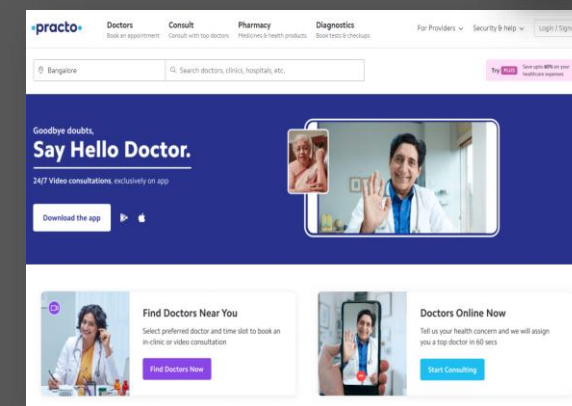 practo
Doctors
Book an appointment
Consult
Consult with top doctors
Pharmacy
Medicines & health products
Diagnostics
Book tests & checkups
For Providers
Security & help
Login / Sign
Bangalore
Search doctors, clinics, hospitals, etc.
Try PLUS
Save upto 60% on your
healthcare expenses
Goodbye doubts,
Say Hello Doctor.
24/7 Video consultations, exclusively on app
Download the app
Find Doctors Near You
Select preferred doctor and time slot to book an
in-clinic or video consultation
Find Doctors Now
Doctors Online Now
Tell us your health concern and we will assign
you a top doctor in 60 secs
Start Consulting